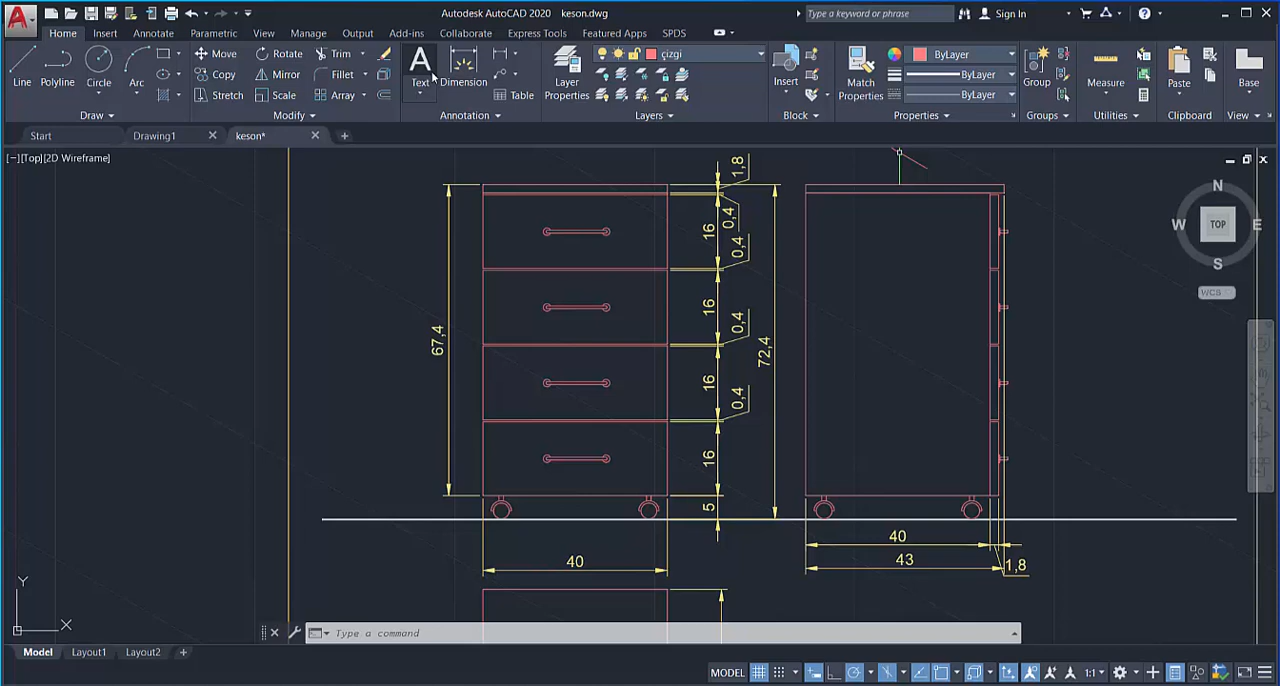 Autodesk AutoCAD 2020 keson.dwg
Type a keyword or phrase
Sign In
Home Insert Annotate Parametric View Manage Output Add-ins Collaborate Express Tools Featured Apps SPDS
Line Polyline Circle Arc
Move Rotate Trim
Copy Mirror Fillet
Stretch Scale Array
Text Dimension
Table
Layer
Properties
çizgi
Insert
Match
Properties
ByLayer
ByLayer
ByLayer
Group
Measure
Paste
Base
Draw Modify Annotation Layers Block Properties Groups Utilities Clipboard View
Start Drawing1 keson*
[−][Top][2D Wireframe]
N
W TOP E
S
WCS
1,8
0,4
16
0,4
16
0,4
67,4
72,4
16
0,4
16
5
40
40
43
1,8
Y
X
Type a command
Model Layout1 Layout2
MODEL
1:1